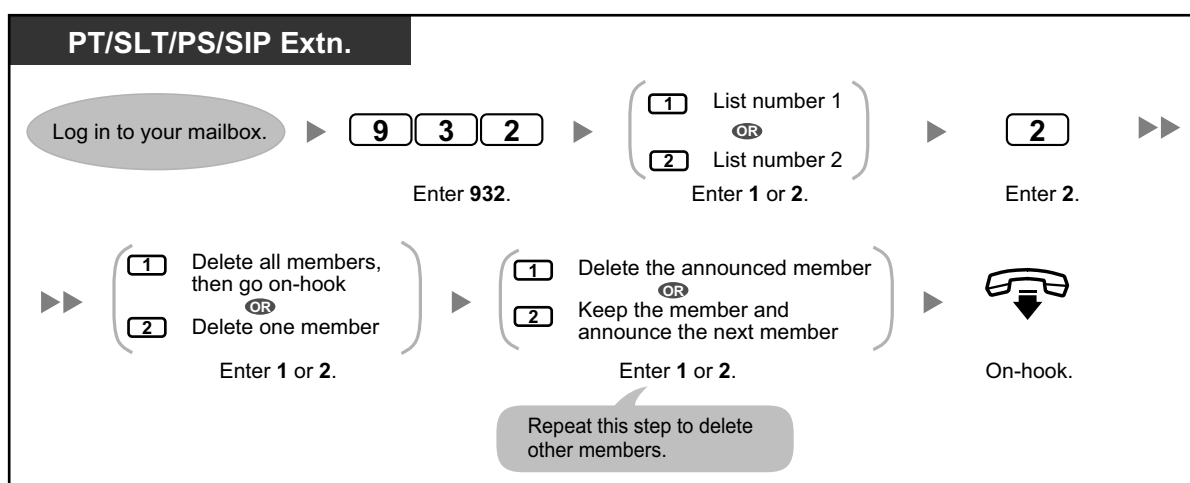 PT/SLT/PS/SIP Extn.
Log in to your mailbox.
9 3 2
Enter 932.
1 List number 1
OR
2 List number 2
Enter 1 or 2.
2
Enter 2.
1 Delete all members,
then go on-hook
OR
2 Delete one member
Enter 1 or 2.
1 Delete the announced member
OR
2 Keep the member and
announce the next member
Enter 1 or 2.
Repeat this step to delete
other members.
On-hook.